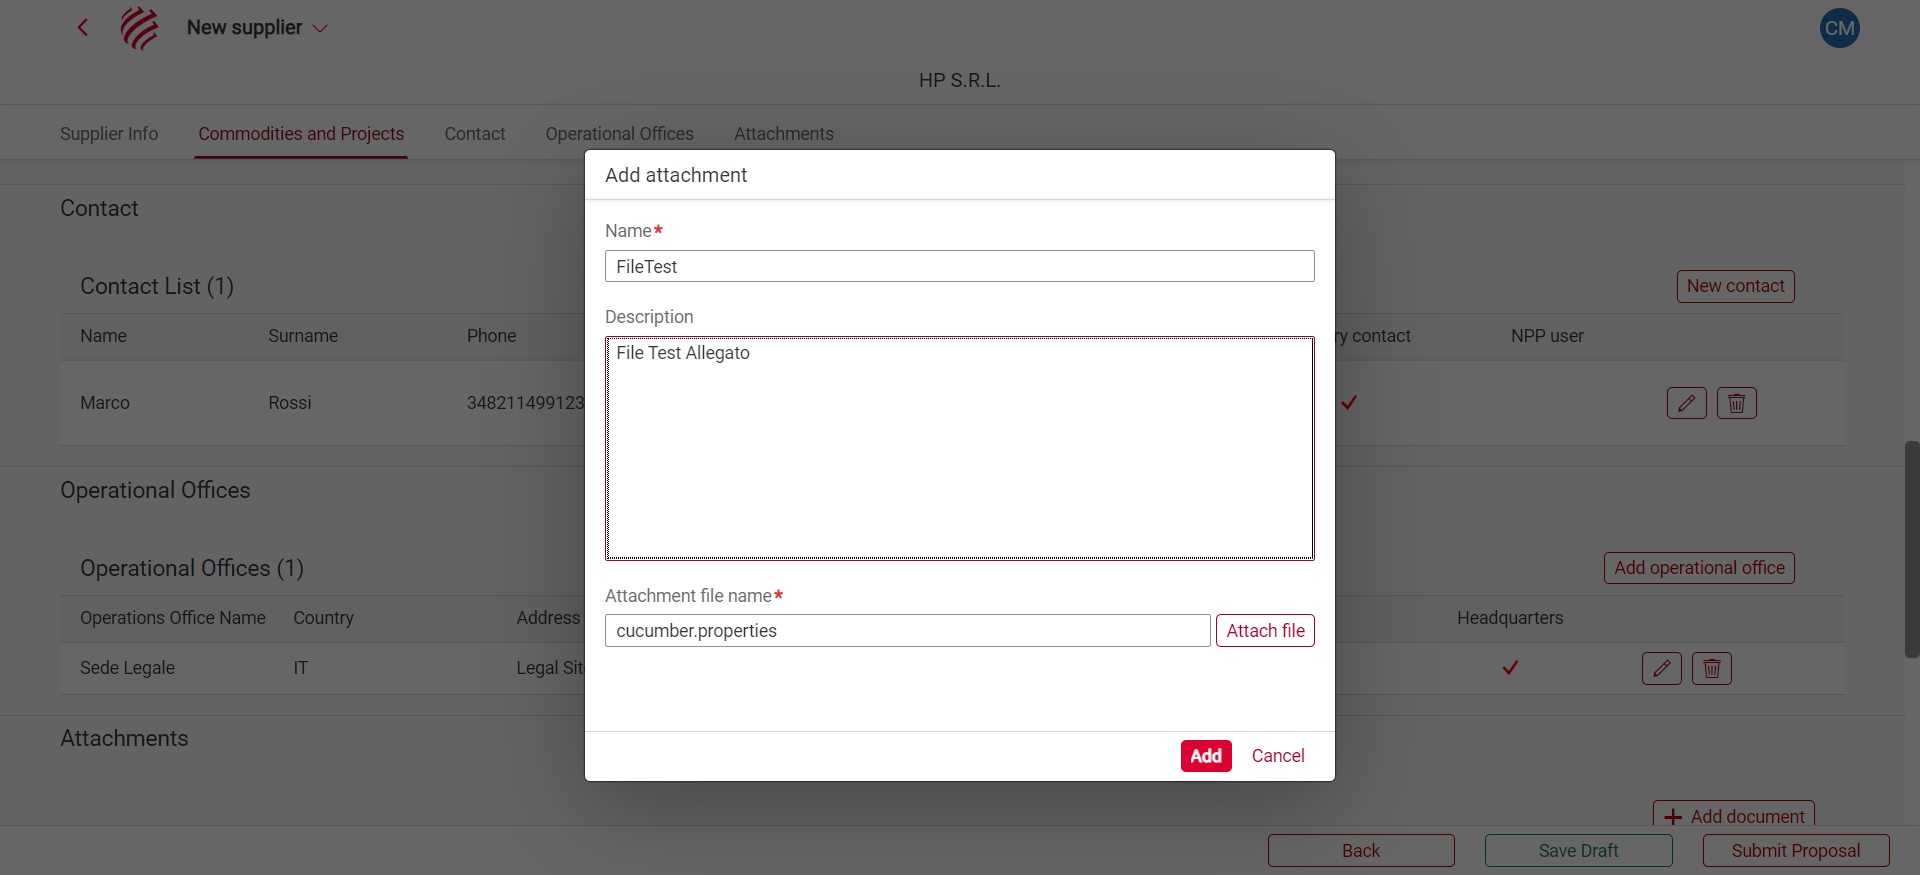 New supplier
CM
HP S.R.L.
Supplier Info Commodities and Projects Contact Operational Offices Attachments
Contact
Contact List (1) New contact
Name Surname Phone ry contact NPP user
Marco Rossi 348211499123
Operational Offices
Operational Offices (1) Add operational office
Operations Office Name Country Address Headquarters
Sede Legale IT Legal Sit
Attachments
Add document
Back Save Draft Submit Proposal
Add attachment
Name*
FileTest
Description
File Test Allegato
Attachment file name*
cucumber.properties Attach file
Add Cancel